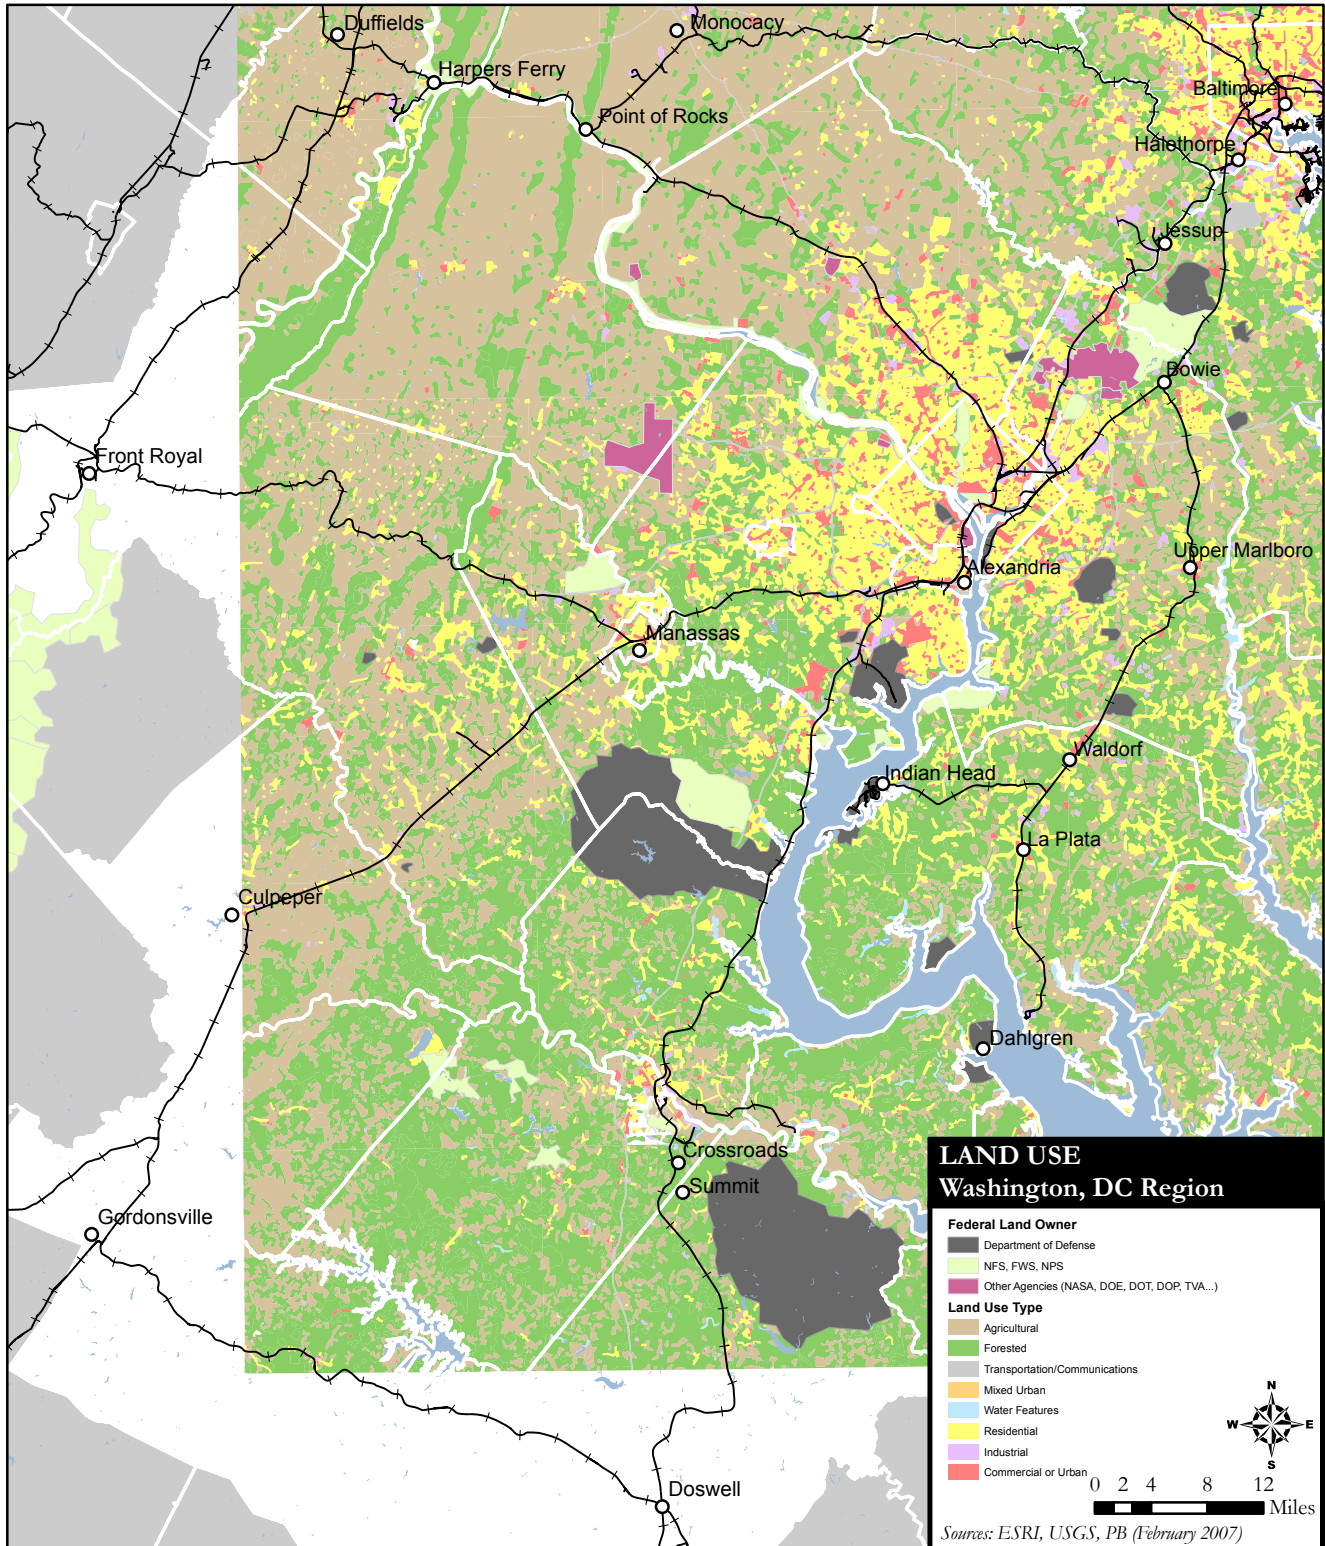 Duffields
Monocacy
Harpers Ferry
Baltimore
Point of Rocks
Halethorpe
Jessup
Bowie
Front Royal
Upper Marlboro
Alexandria
Manassas
Waldorf
Indian Head
La Plata
Culpeper
Dahlgren
Crossroads
Summit
Gordonsville
Doswell
LAND USE
Washington, DC Region
Federal Land Owner
Department of Defense
NFS, FWS, NPS
Other Agencies (NASA, DOE, DOT, DOP, TVA...)
Land Use Type
Agricultural
Forested
Transportation/Communications
Mixed Urban
Water Features
Residential
Industrial
Commercial or Urban
N
W E
S
0 2 4 8 12
Miles
Sources: ESRI, USGS, PB (February 2007)